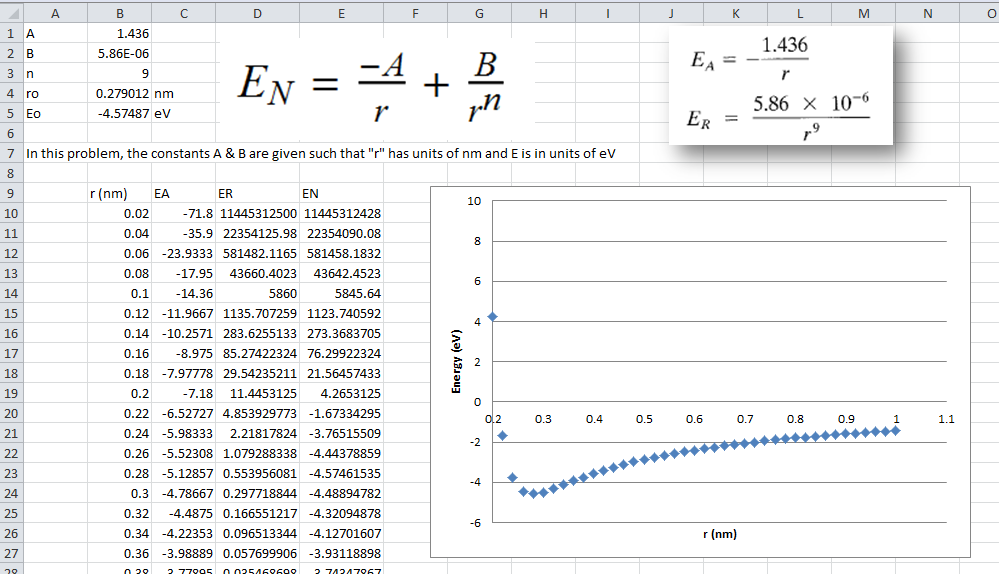 A B C D E F G H I J K L M N O
1 A 1.436
2 B 5.86E-06
3 n 9
4 ro 0.279012 nm
5 Eo -4.57487 eV
6
E_N = -A/r + B/r^n
E_A = - 1.436/r
E_R = 5.86 × 10^-6/r^9
7 In this problem, the constants A & B are given such that "r" has units of nm and E is in units of eV
8
9 r (nm) EA ER EN
10 0.02 -71.8 11445312500 11445312428
11 0.04 -35.9 22354125.98 22354090.08
12 0.06 -23.9333 581482.1165 581458.1832
13 0.08 -17.95 43660.4023 43642.4523
14 0.1 -14.36 5860 5845.64
15 0.12 -11.9667 1135.707259 1123.740592
16 0.14 -10.2571 283.6255133 273.3683705
17 0.16 -8.975 85.27422324 76.29922324
18 0.18 -7.97778 29.54235211 21.56457433
19 0.2 -7.18 11.4453125 4.2653125
20 0.22 -6.52727 4.853929773 -1.67334295
21 0.24 -5.98333 2.21817824 -3.76515509
22 0.26 -5.52308 1.079288338 -4.44378859
23 0.28 -5.12857 0.553956081 -4.57461535
24 0.3 -4.78667 0.297718844 -4.48894782
25 0.32 -4.4875 0.166551217 -4.32094878
26 0.34 -4.22353 0.096513344 -4.12701607
27 0.36 -3.98889 0.057699906 -3.93118898
28 0.38 -3.77895 0.035468698 -3.74347867
10
8
6
4
2
0
-2
-4
-6
Energy (eV)
0.2 0.3 0.4 0.5 0.6 0.7 0.8 0.9 1 1.1
r (nm)